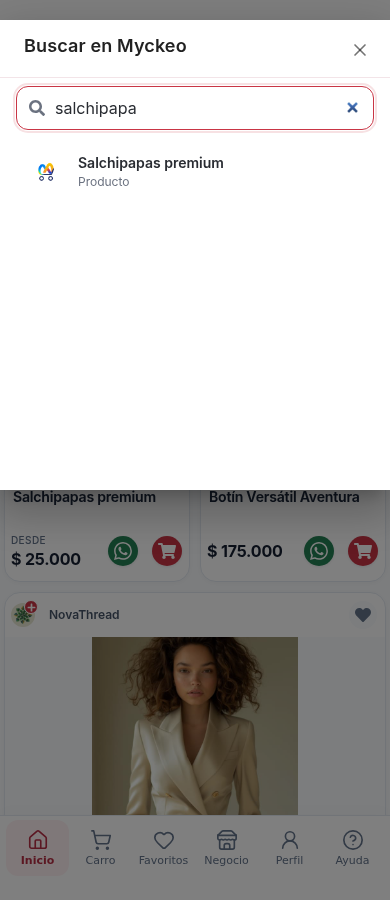 Buscar en Myckeo
salchipapa
Salchipapas premium
Producto
Salchipapas premium
Botín Versátil Aventura
DESDE
$ 25.000
$ 175.000
NovaThread
Inicio
Carro
Favoritos
Negocio
Perfil
Ayuda